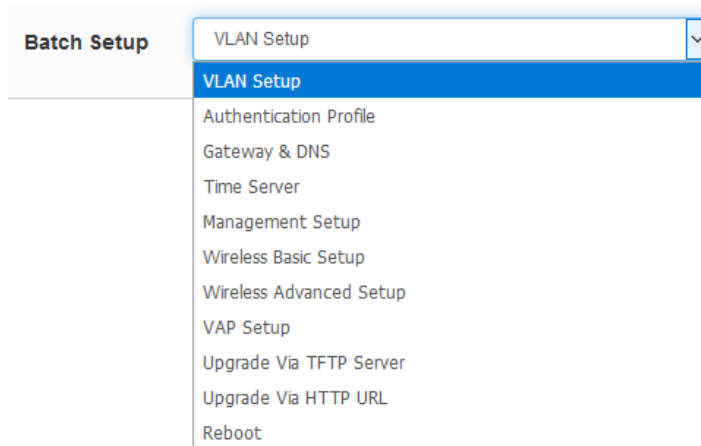 Batch Setup VLAN Setup
VLAN Setup
Authentication Profile
Gateway & DNS
Time Server
Management Setup
Wireless Basic Setup
Wireless Advanced Setup
VAP Setup
Upgrade Via TFTP Server
Upgrade Via HTTP URL
Reboot